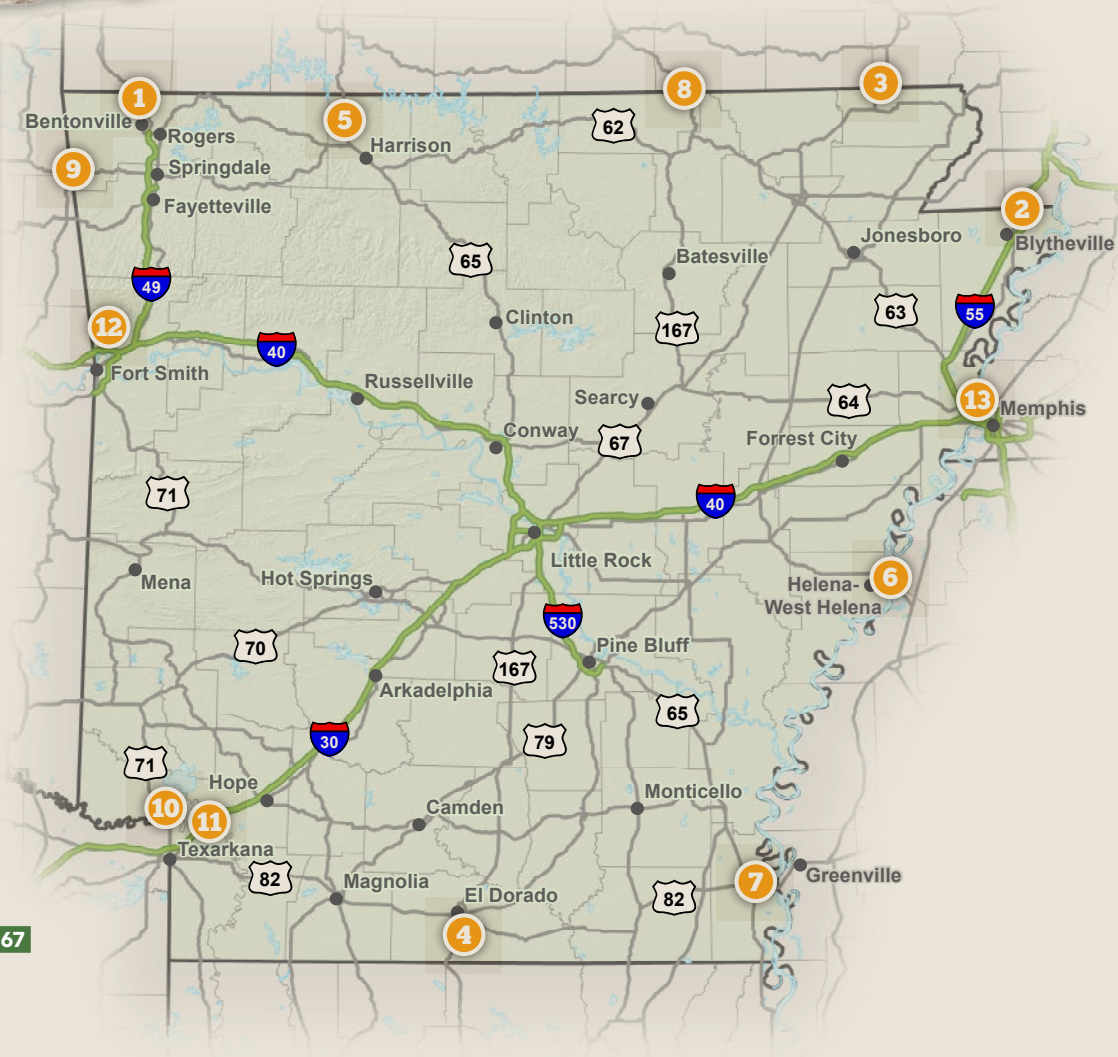 1
8
3
5
Bentonville
62
Rogers
Harrison
9
Springdale
Fayetteville
2
Jonesboro
Blytheville
65
Batesville
49
63
55
Clinton
12
167
40
Fort Smith
Russellville
Searcy
64
13
Memphis
Conway
67
Forrest City
71
40
Little Rock
Mena
Hot Springs
Helena-
West Helena
6
530
70
Pine Bluff
167
Arkadelphia
65
30
79
71
Hope
Monticello
10
11
Camden
Texarkana
82
Magnolia
7
Greenville
El Dorado
82
4
67